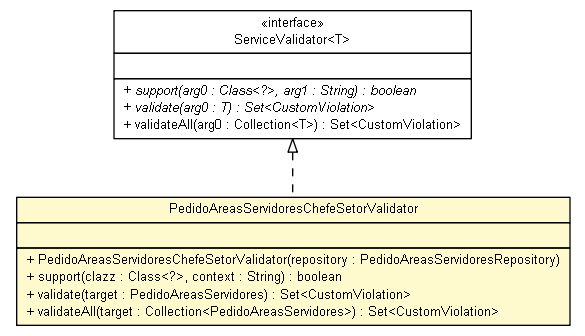 «interface»
ServiceValidator<T>
+ support(arg0 : Class<?>, arg1 : String) : boolean
+ validate(arg0 : T) : Set<CustomViolation>
+ validateAll(arg0 : Collection<T>) : Set<CustomViolation>
PedidoAreasServidoresChefeSetorValidator
+ PedidoAreasServidoresChefeSetorValidator(repository : PedidoAreasServidoresRepository)
+ support(clazz : Class<?>, context : String) : boolean
+ validate(target : PedidoAreasServidores) : Set<CustomViolation>
+ validateAll(target : Collection<PedidoAreasServidores>) : Set<CustomViolation>